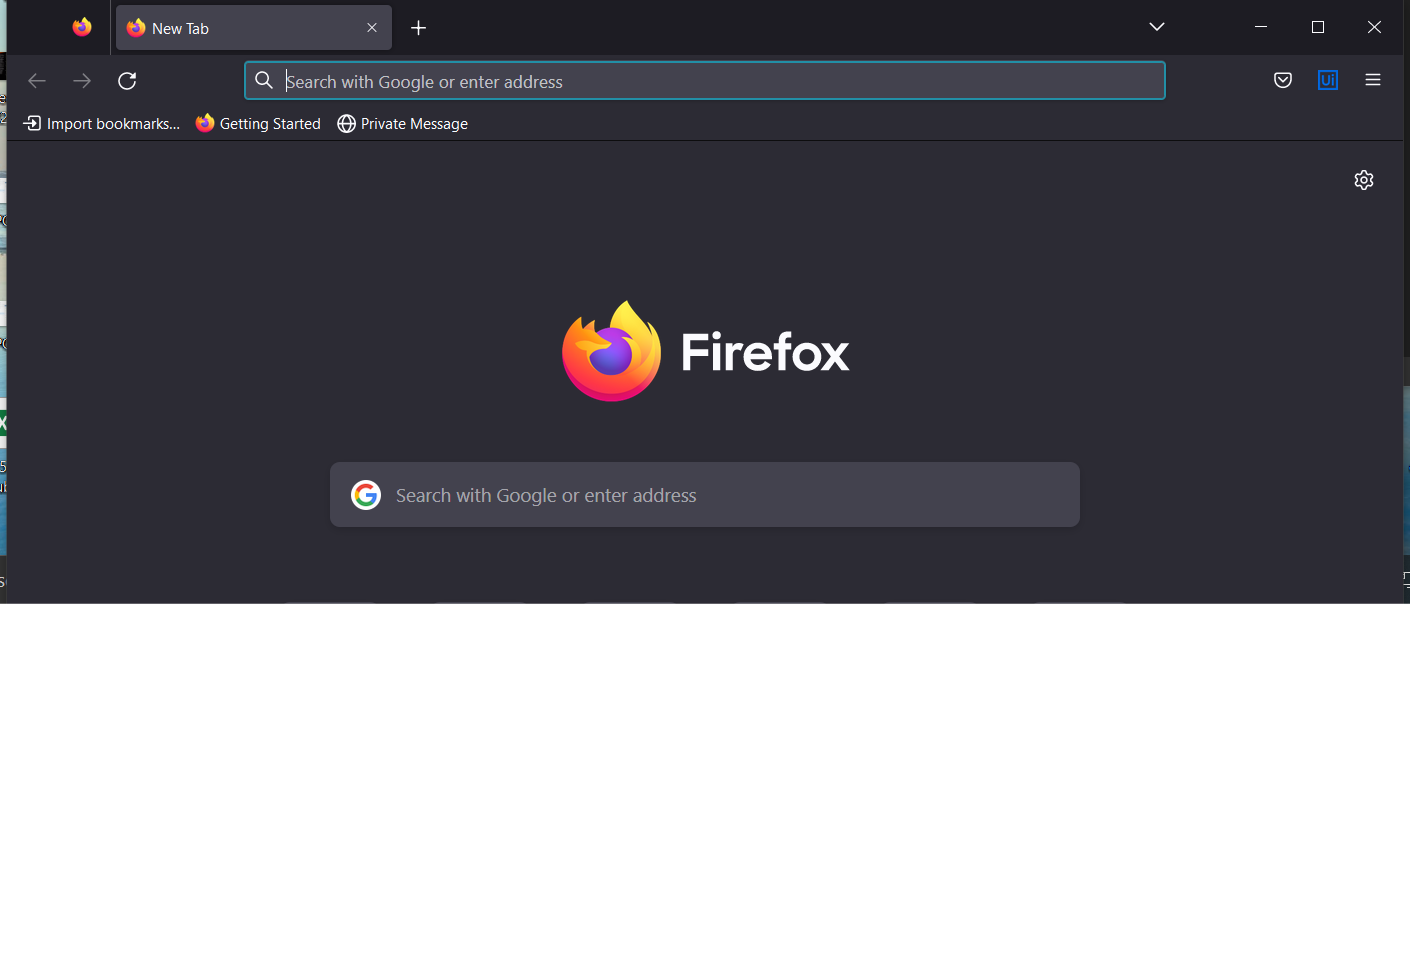 New Tab
Search with Google or enter address
Ui
Import bookmarks...
Getting Started
Private Message
Firefox
Search with Google or enter address